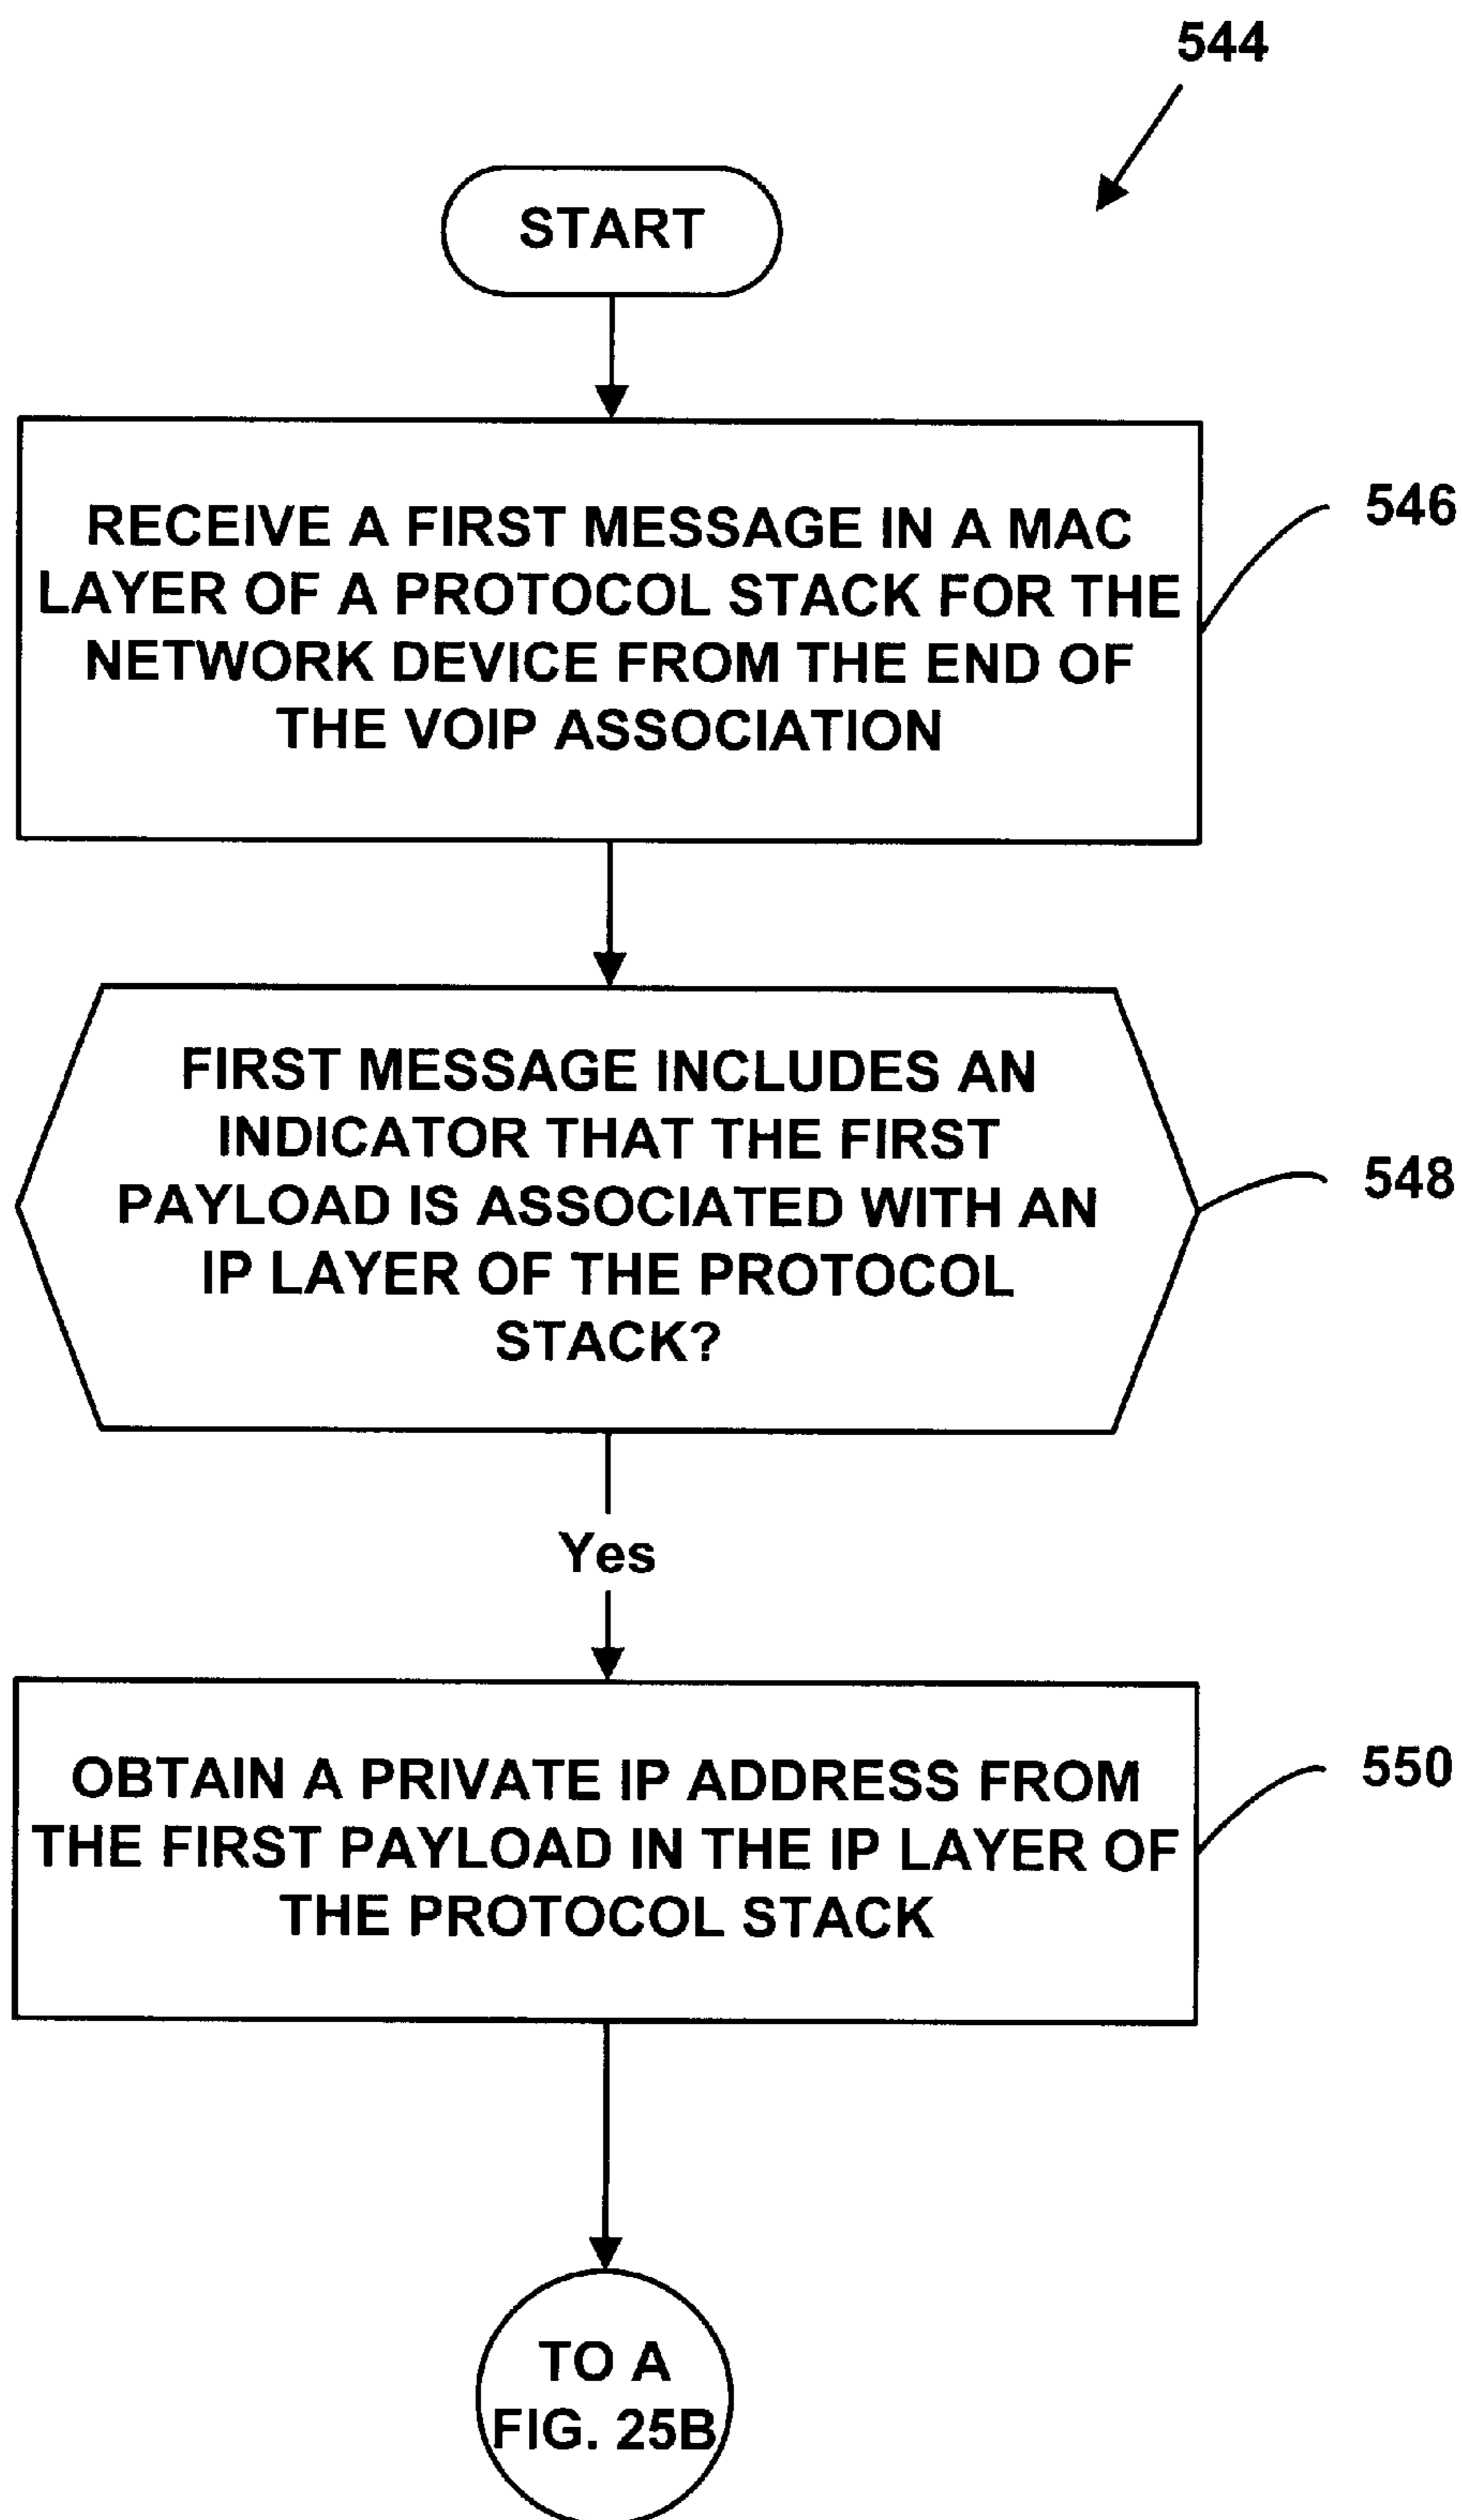 544
START
RECEIVE A FIRST MESSAGE IN A MAC
LAYER OF A PROTOCOL STACK FOR THE
NETWORK DEVICE FROM THE END OF
THE VOIP ASSOCIATION
546
FIRST MESSAGE INCLUDES AN
INDICATOR THAT THE FIRST
PAYLOAD IS ASSOCIATED WITH AN
IP LAYER OF THE PROTOCOL
STACK?
548
Yes
OBTAIN A PRIVATE IP ADDRESS FROM
THE FIRST PAYLOAD IN THE IP LAYER OF
THE PROTOCOL STACK
550
TO A
FIG. 25B